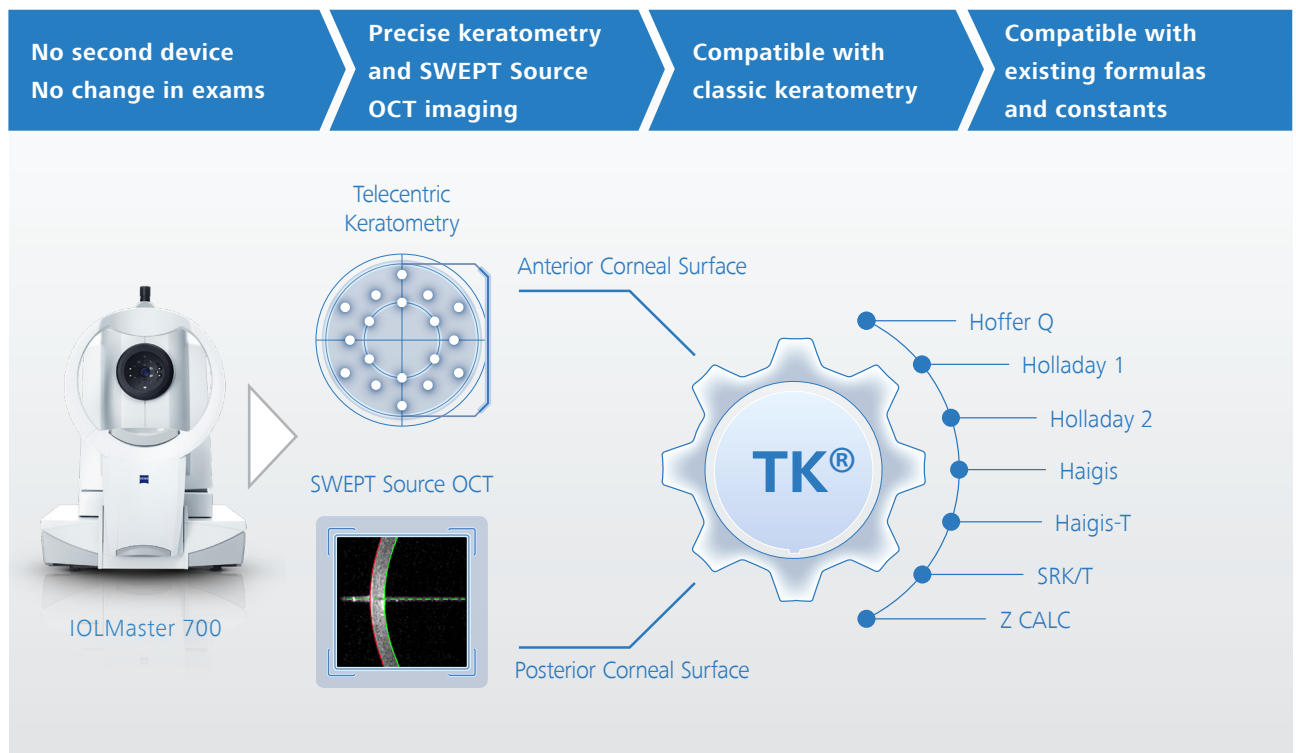 No second device
No change in exams
Precise keratometry
and SWEPT Source
OCT imaging
Compatible with
classic keratometry
Compatible with
existing formulas
and constants
Telecentric
Keratometry
Anterior Corneal Surface
SWEPT Source OCT
IOLMaster 700
Posterior Corneal Surface
TK®
Hoffer Q
Holladay 1
Holladay 2
Haigis
Haigis-T
SRK/T
Z CALC